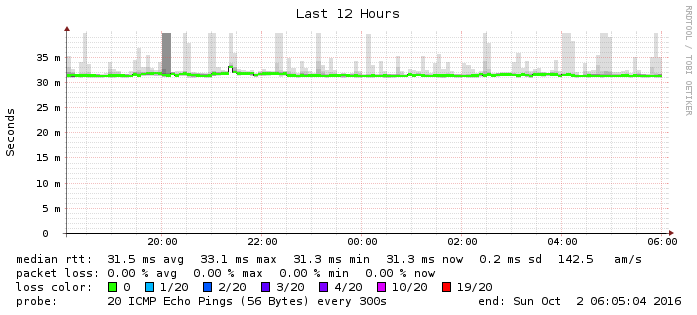 Last 12 Hours
RRDTOOL / TOBI OETIKER
Seconds
35 m
30 m
25 m
20 m
15 m
10 m
5 m
0
20:00 22:00 00:00 02:00 04:00 06:00
median rtt: 31.5 ms avg 33.1 ms max 31.3 ms min 31.3 ms now 0.2 ms sd 142.5 am/s
packet loss: 0.00 % avg 0.00 % max 0.00 % min 0.00 % now
loss color: 0 1/20 2/20 3/20 4/20 10/20 19/20
probe: 20 ICMP Echo Pings (56 Bytes) every 300s end: Sun Oct 2 06:05:04 2016